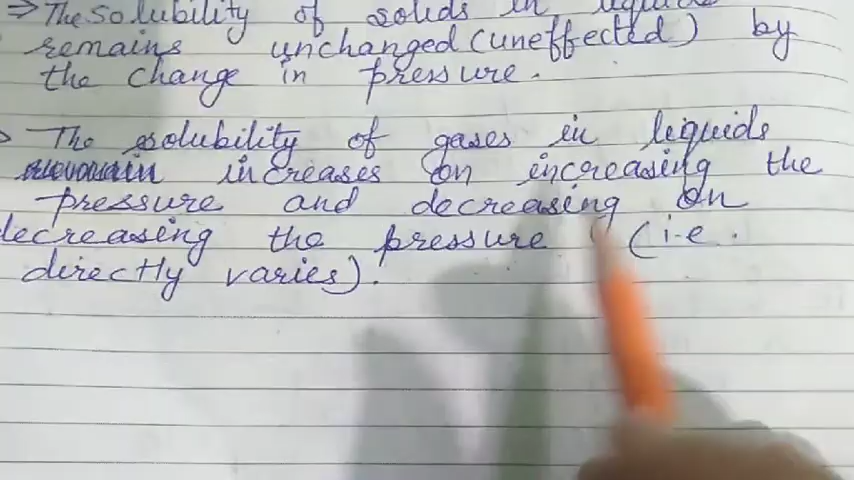 ⇒ The solubility of solids in liquids
remains unchanged (uneffected) by
the change in pressure.
The solubility of gases in liquids
increases on increasing the
pressure and decreasing on
decreasing the pressure (i.e.
directly varies).